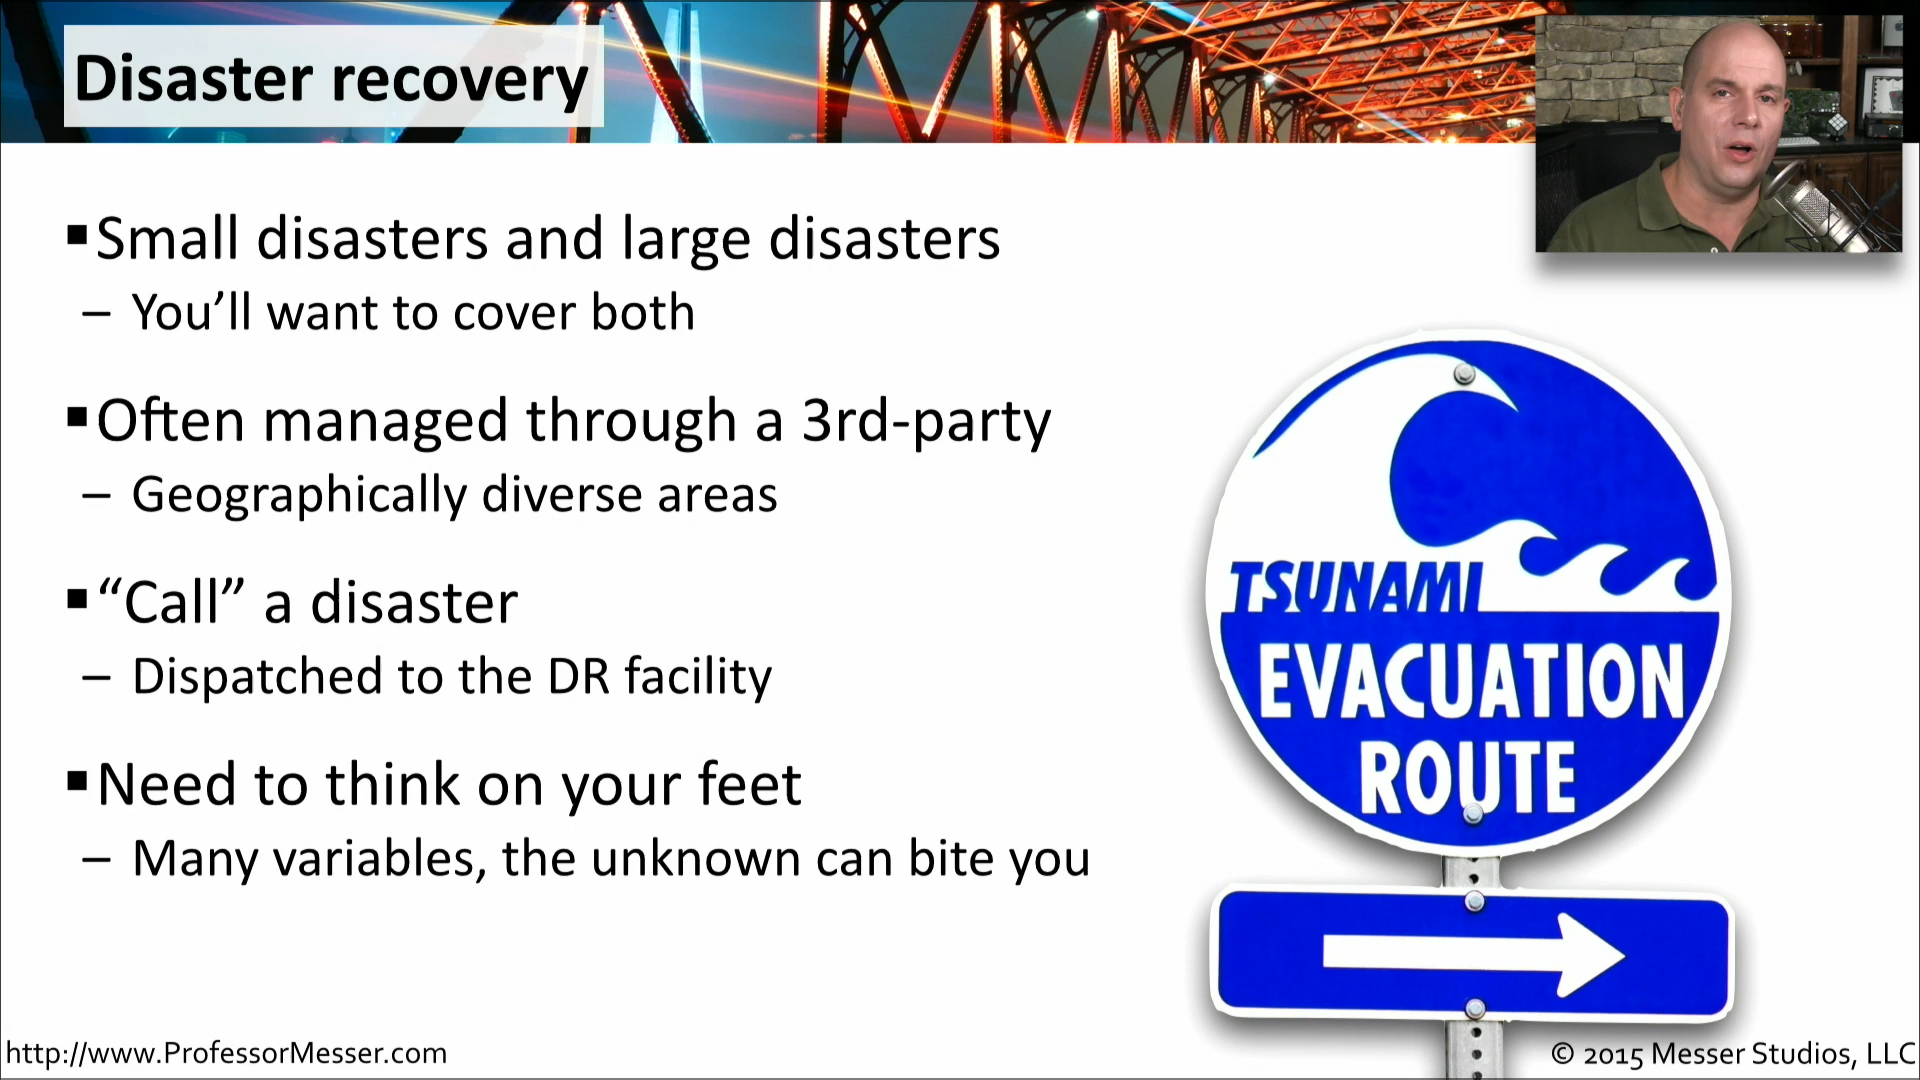 Disaster recovery
▪Small disasters and large disasters
– You’ll want to cover both
▪Often managed through a 3rd-party
– Geographically diverse areas
▪“Call” a disaster
– Dispatched to the DR facility
▪Need to think on your feet
– Many variables, the unknown can bite you
TSUNAMI
EVACUATION
ROUTE
http://www.ProfessorMesser.com
© 2015 Messer Studios, LLC